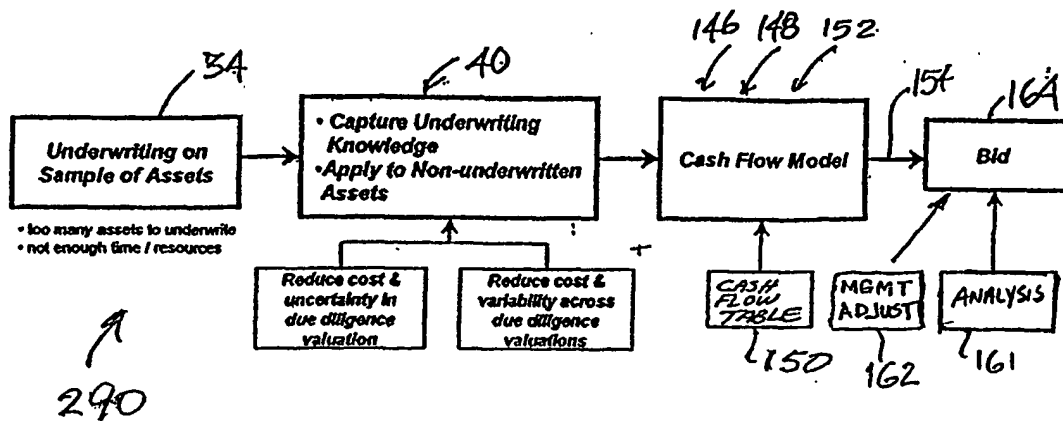 34
40
146 148 152
154
164
Underwriting on
Sample of Assets
• too many assets to underwrite
• not enough time / resources
• Capture Underwriting
Knowledge
• Apply to Non-underwritten
Assets
Cash Flow Model
Bid
Reduce cost &
uncertainty in
due diligence
valuation
Reduce cost &
variability across
due diligence
valuations
CASH
FLOW
TABLE
MGMT
ADJUST
ANALYSIS
150
162
161
290